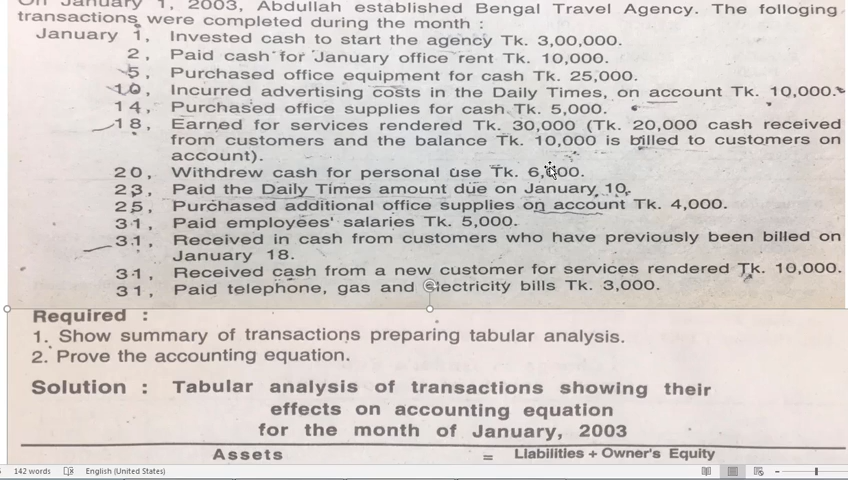 On January 1, 2003, Abdullah established Bengal Travel Agency. The folloging
transactions were completed during the month :
January 1, Invested cash to start the agency Tk. 3,00,000.
2, Paid cash for January office rent Tk. 10,000.
5, Purchased office equipment for cash Tk. 25,000.
10, Incurred advertising costs in the Daily Times, on account Tk. 10,000.
14, Purchased office supplies for cash Tk. 5,000.
18, Earned for services rendered Tk. 30,000 (Tk. 20,000 cash received
from customers and the balance Tk. 10,000 is billed to customers on
account).
20, Withdrew cash for personal use Tk. 6,000.
23, Paid the Daily Times amount due on January 10.
25, Purchased additional office supplies on account Tk. 4,000.
31, Paid employees' salaries Tk. 5,000.
31, Received in cash from customers who have previously been billed on
January 18.
31, Received cash from a new customer for services rendered Tk. 10,000.
31, Paid telephone, gas and electricity bills Tk. 3,000.
Required :
1. Show summary of transactions preparing tabular analysis.
2. Prove the accounting equation.
Solution : Tabular analysis of transactions showing their
effects on accounting equation
for the month of January, 2003
Assets = Liabilities + Owner's Equity
142 words English (United States)